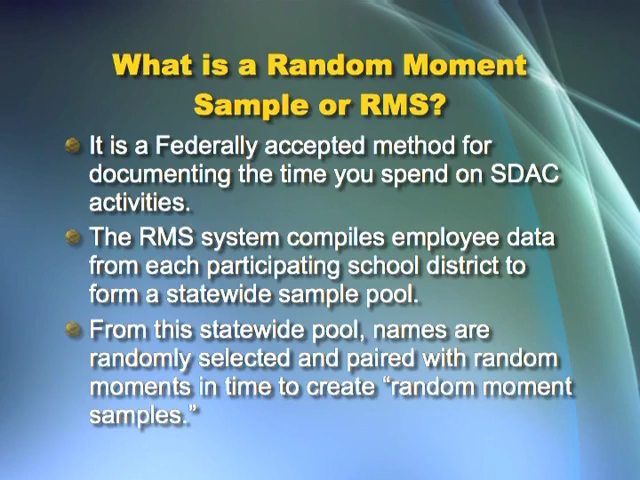 What is a Random Moment
Sample or RMS?
It is a Federally accepted method for
documenting the time you spend on SDAC
activities.
The RMS system compiles employee data
from each participating school district to
form a statewide sample pool.
From this statewide pool, names are
randomly selected and paired with random
moments in time to create “random moment
samples.”